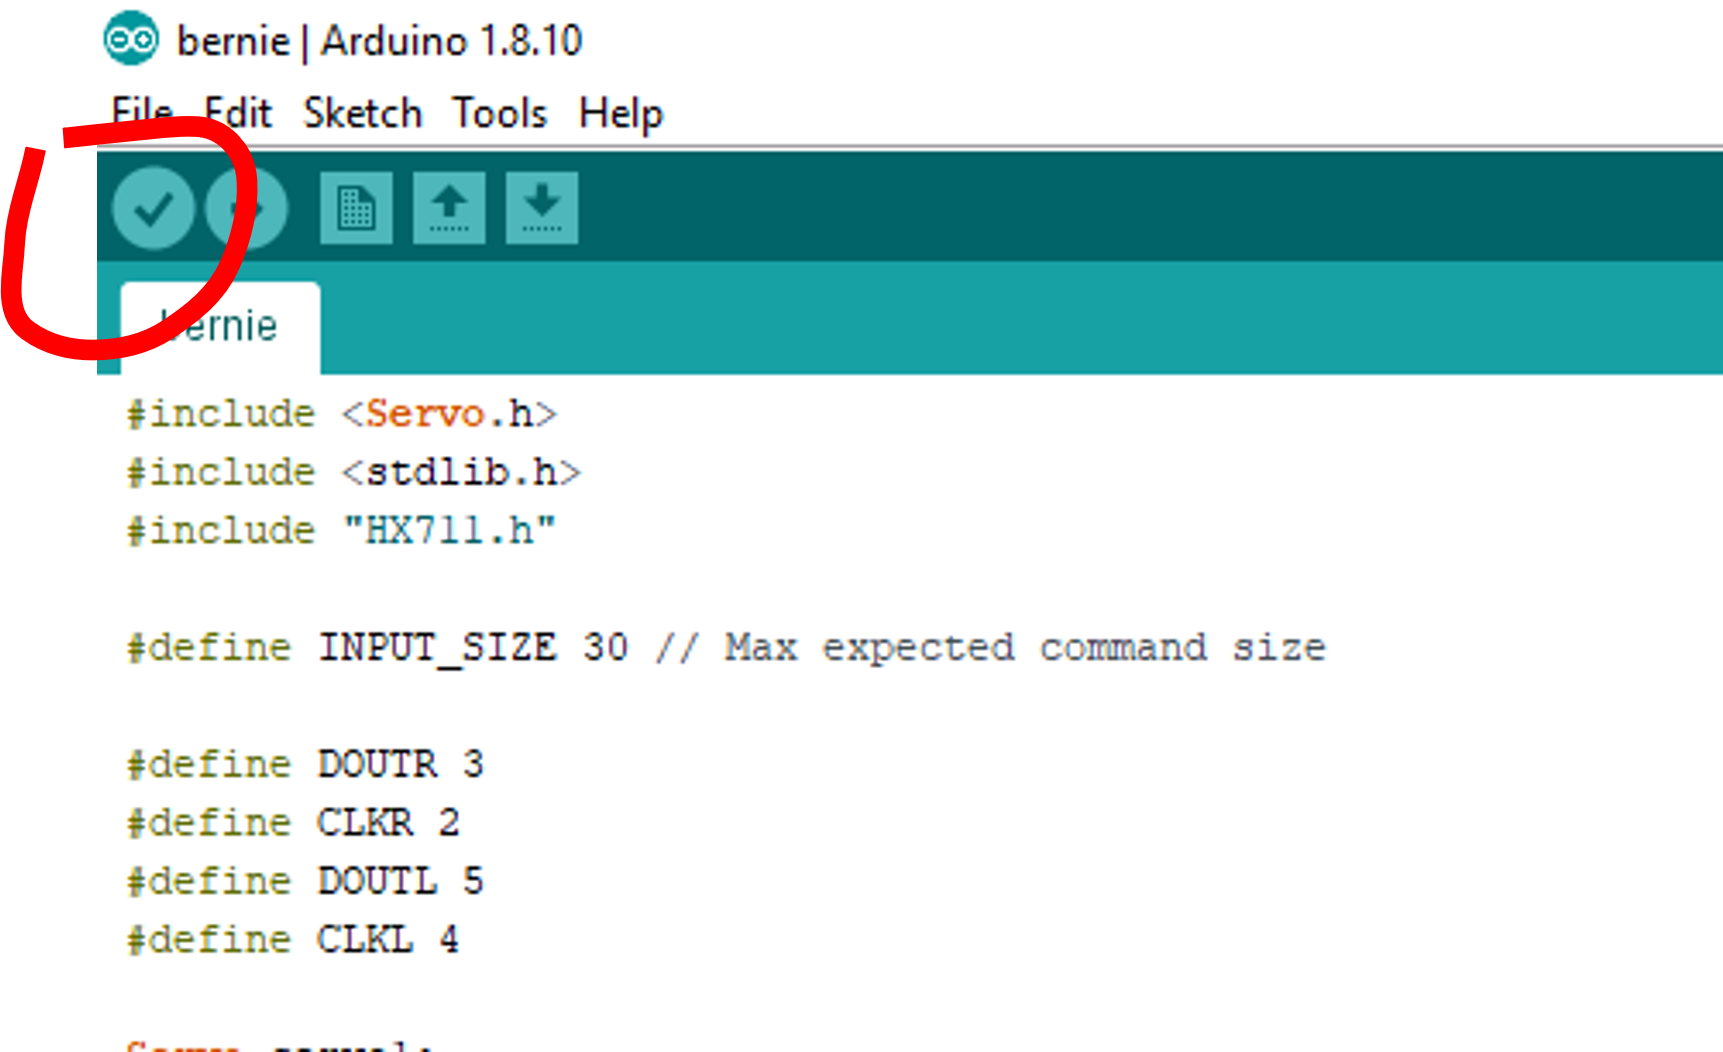 bernie | Arduino 1.8.10
File Edit Sketch Tools Help
bernie
#include <Servo.h>
#include <stdlib.h>
#include "HX711.h"
#define INPUT_SIZE 30 // Max expected command size
#define DOUTR 3
#define CLKR 2
#define DOUTL 5
#define CLKL 4